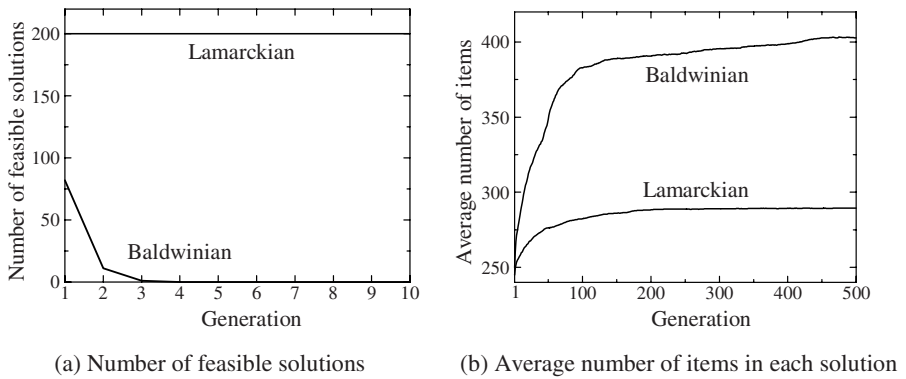 Number of feasible solutions
200
150
100
50
0
Lamarckian
Baldwinian
1 2 3 4 5 6 7 8 9 10
Generation
(a) Number of feasible solutions
Average number of items
400
350
300
250
Baldwinian
Lamarckian
1 100 200 300 400 500
Generation
(b) Average number of items in each solution